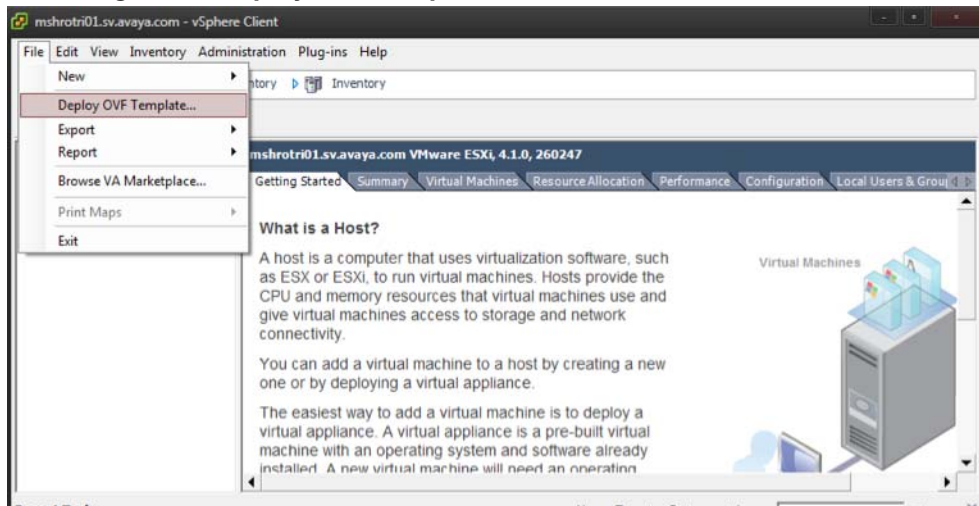 mshrotri01.sv.avaya.com - vSphere Client
File Edit View Inventory Administration Plug-ins Help
New
Inventory
Deploy OVF Template...
Export
Report
Browse VA Marketplace...
Print Maps
Exit
mshrotri01.sv.avaya.com VMware ESXi, 4.1.0, 260247
Getting Started Summary Virtual Machines Resource Allocation Performance Configuration Local Users & Grou
What is a Host?
A host is a computer that uses virtualization software, such
as ESX or ESXi, to run virtual machines. Hosts provide the
CPU and memory resources that virtual machines use and
give virtual machines access to storage and network
connectivity.
Virtual Machines
You can add a virtual machine to a host by creating a new
one or by deploying a virtual appliance.
The easiest way to add a virtual machine is to deploy a
virtual appliance. A virtual appliance is a pre-built virtual
machine with an operating system and software already
installed. A new virtual machine will need an operating